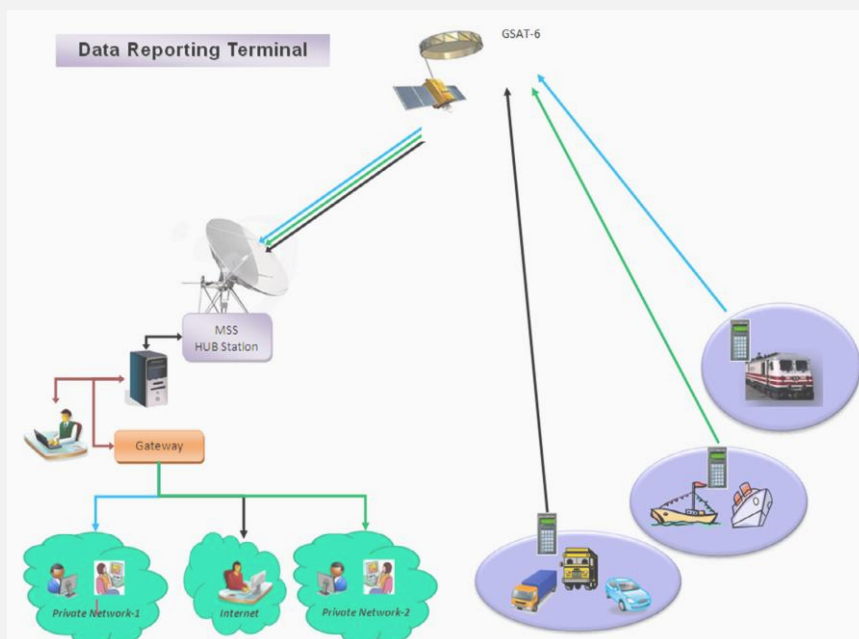 Data Reporting Terminal
GSAT-6
MSS
HUB Station
Gateway
Private Network-1
Internet
Private Network-2